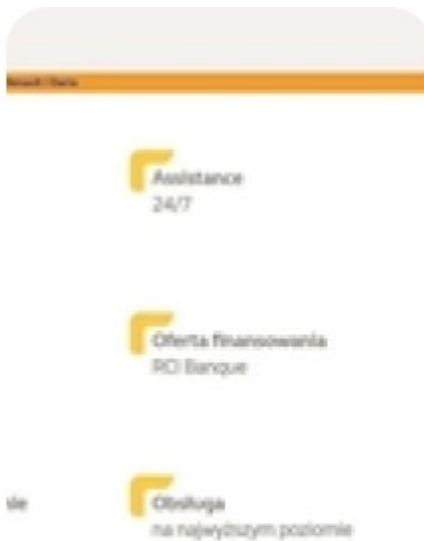 Assistance
24/7
Oferta finansowania
RCI Banque
Obsługa
na najwyższym poziomie